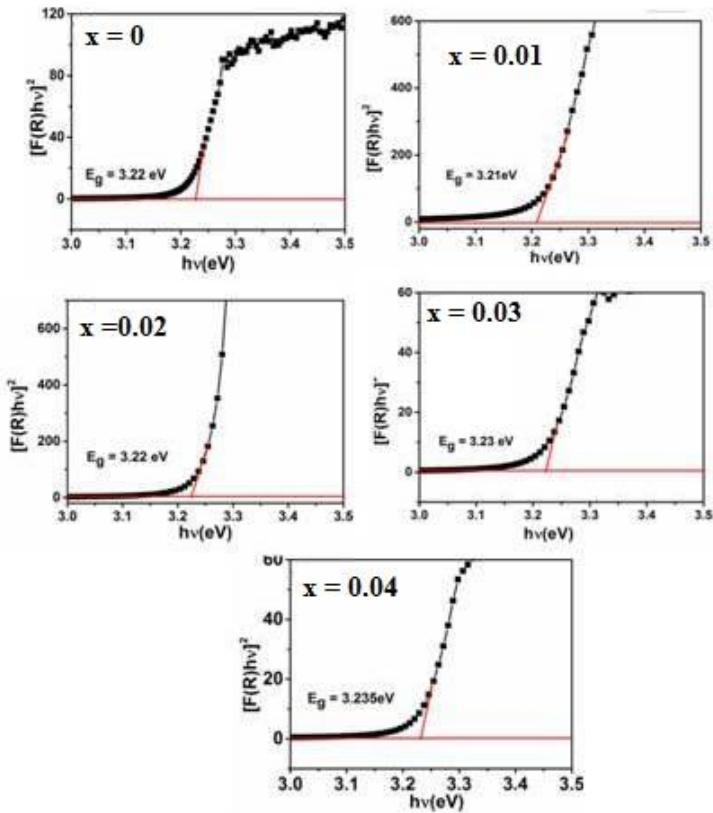 x = 0
120
80
40
0
[F(R)hν]²
E_g = 3.22 eV
3.0 3.1 3.2 3.3 3.4 3.5
hν(eV)
x = 0.01
600
400
200
0
[F(R)hν]²
E_g = 3.21eV
3.0 3.1 3.2 3.3 3.4 3.5
hν(eV)
x =0.02
600
400
200
0
[F(R)hν]²
E_g = 3.22 eV
3.0 3.1 3.2 3.3 3.4 3.5
hν(eV)
x = 0.03
60
40
20
0
[F(R)hν]
E_g = 3.23 eV
3.0 3.1 3.2 3.3 3.4 3.5
hν(eV)
x = 0.04
60
40
20
0
[F(R)hν]²
E_g = 3.235eV
3.0 3.1 3.2 3.3 3.4 3.5
hν(eV)